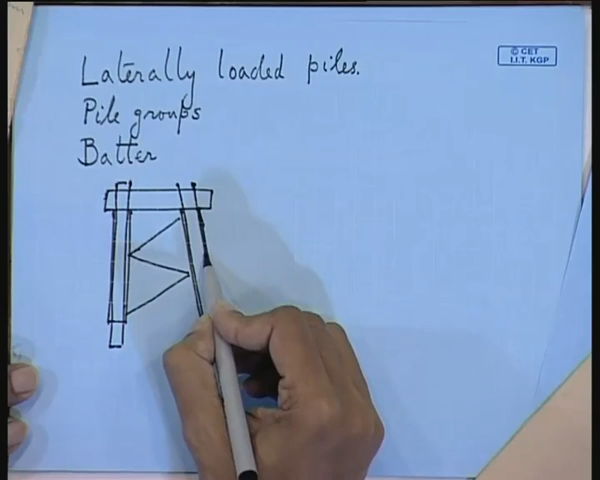 Laterally loaded piles.
© CET
I.I.T. KGP
Pile groups
Batter